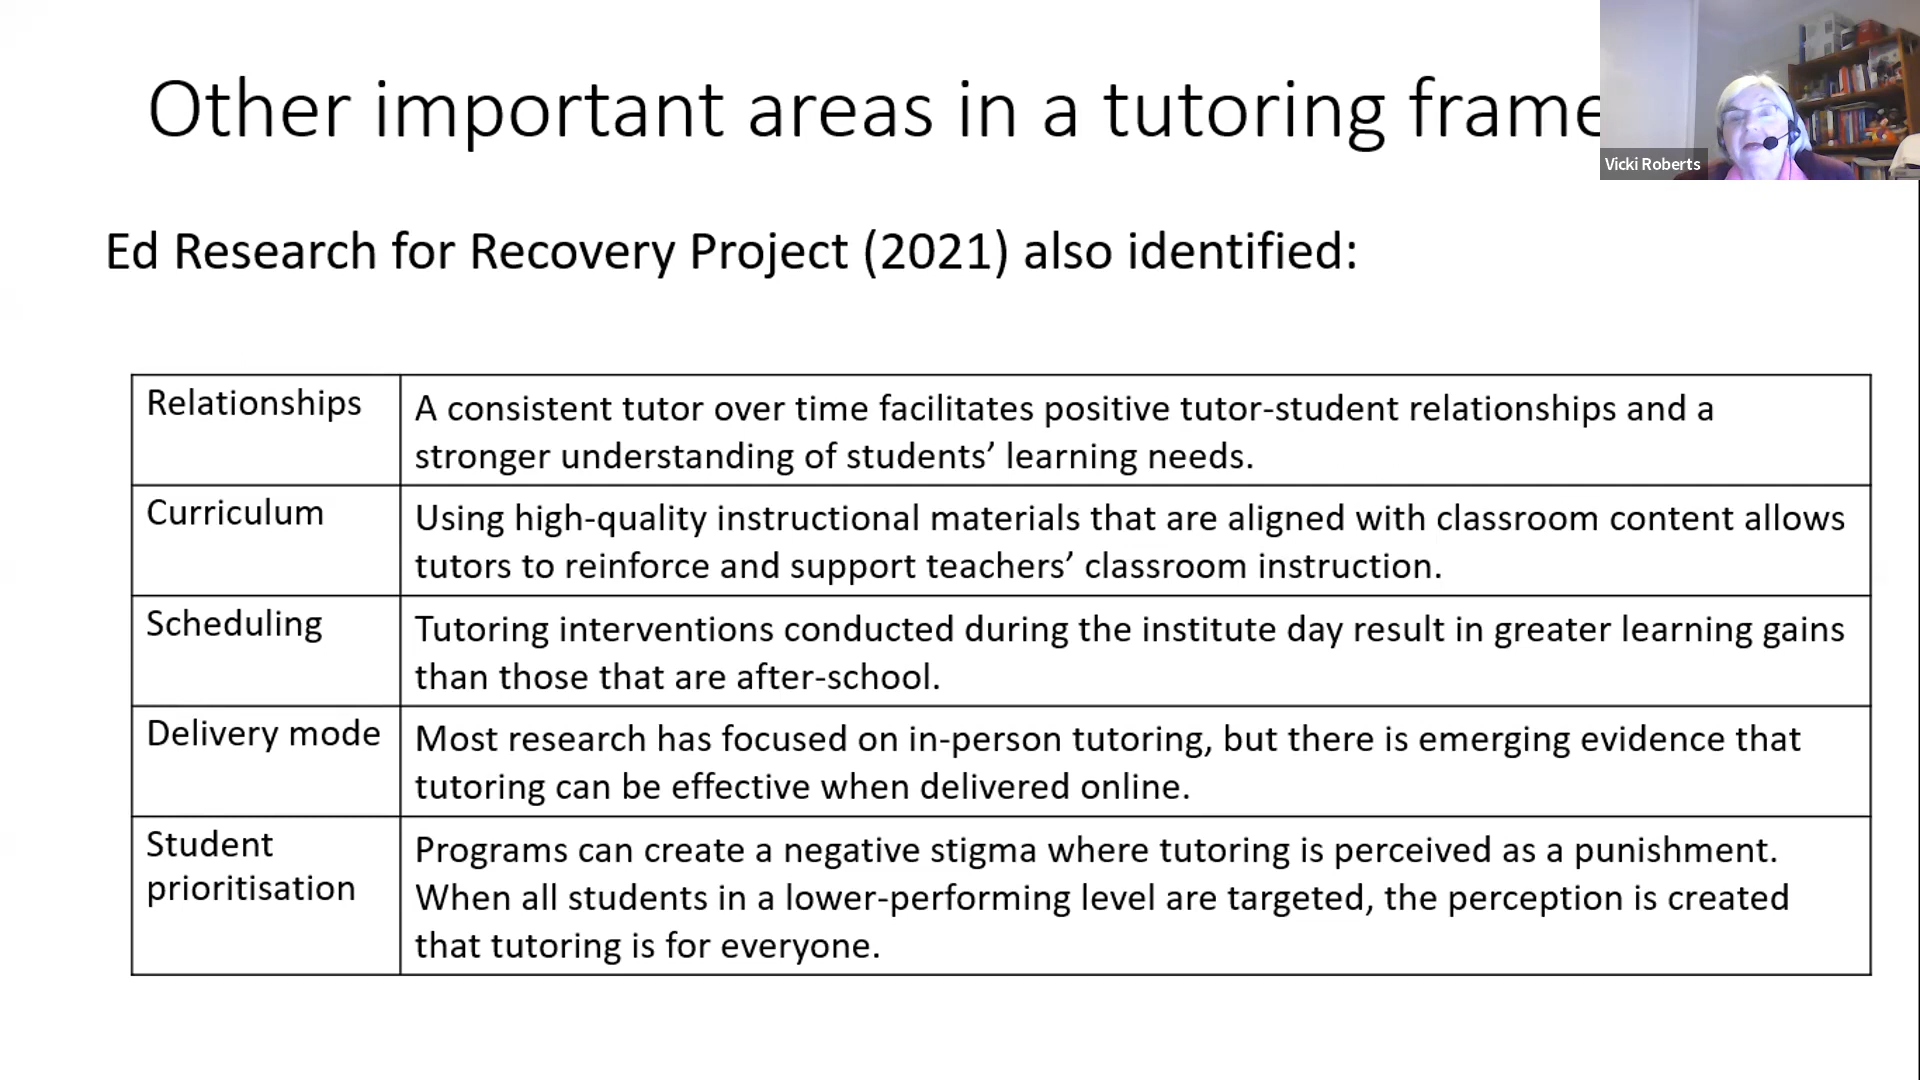 Other important areas in a tutoring frame
Vicki Roberts
Ed Research for Recovery Project (2021) also identified:
Relationships
A consistent tutor over time facilitates positive tutor-student relationships and a
stronger understanding of students’ learning needs.
Curriculum
Using high-quality instructional materials that are aligned with classroom content allows
tutors to reinforce and support teachers’ classroom instruction.
Scheduling
Tutoring interventions conducted during the institute day result in greater learning gains
than those that are after-school.
Delivery mode
Most research has focused on in-person tutoring, but there is emerging evidence that
tutoring can be effective when delivered online.
Student
prioritisation
Programs can create a negative stigma where tutoring is perceived as a punishment.
When all students in a lower-performing level are targeted, the perception is created
that tutoring is for everyone.